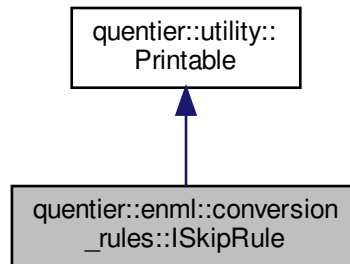 quentier::utility::
Printable
quentier::enml::conversion
_rules::ISkipRule